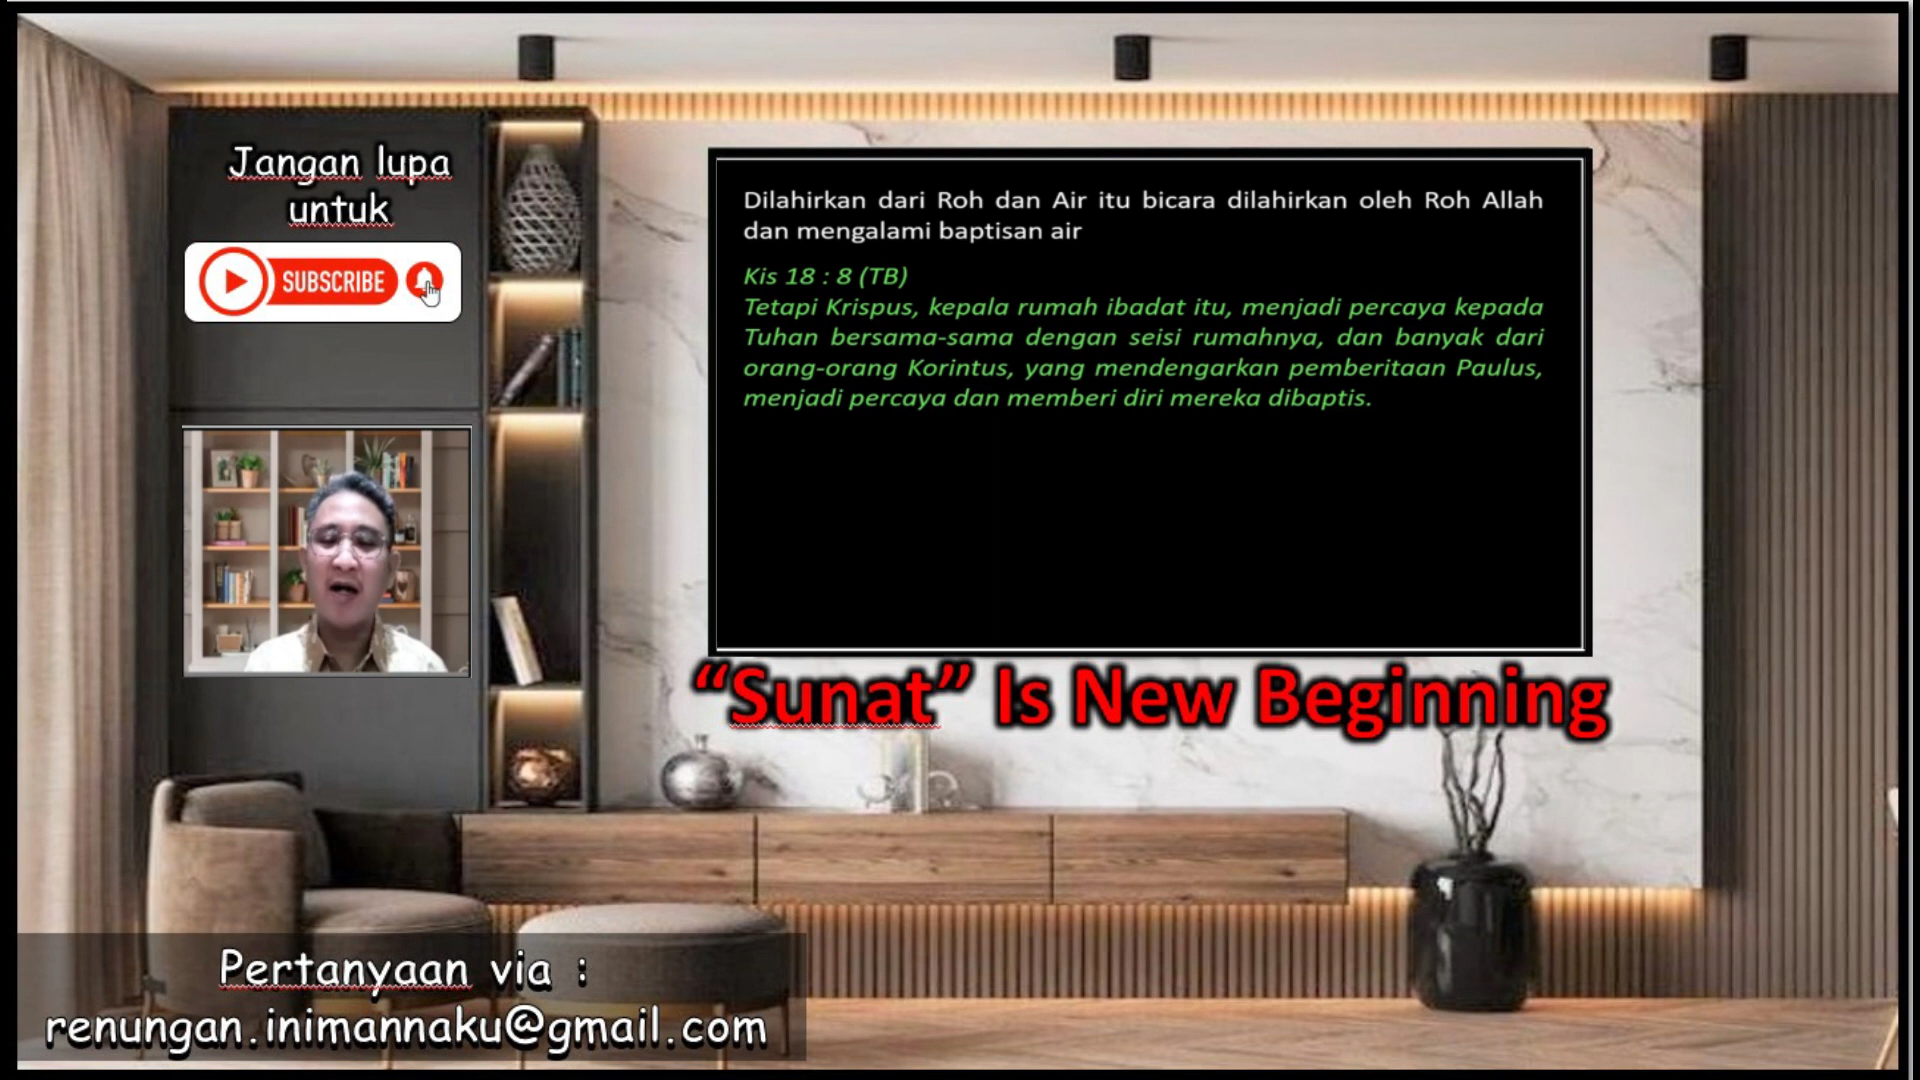 Jangan lupa
untuk
SUBSCRIBE
Dilahirkan dari Roh dan Air itu bicara dilahirkan oleh Roh Allah
dan mengalami baptisan air
Kis 18 : 8 (TB)
Tetapi Krispus, kepala rumah ibadat itu, menjadi percaya kepada
Tuhan bersama-sama dengan seisi rumahnya, dan banyak dari
orang-orang Korintus, yang mendengarkan pemberitaan Paulus,
menjadi percaya dan memberi diri mereka dibaptis.
“Sunat” Is New Beginning
Pertanyaan via :
renungan.inimannaku@gmail.com